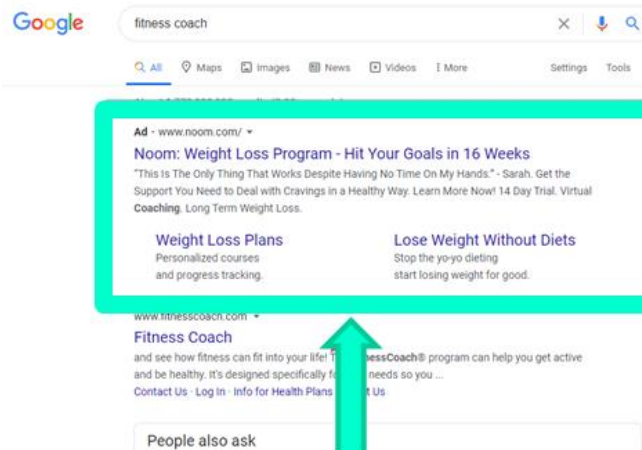 Google
fitness coach
All Maps Images News Videos More Settings Tools
Ad · www.noom.com/
Noom: Weight Loss Program - Hit Your Goals in 16 Weeks
"This Is The Only Thing That Works Despite Having No Time On My Hands." - Sarah. Get the
Support You Need to Deal with Cravings in a Healthy Way. Learn More Now! 14 Day Trial. Virtual
Coaching. Long Term Weight Loss.
Weight Loss Plans
Personalized courses
and progress tracking.
Lose Weight Without Diets
Stop the yo-yo dieting
start losing weight for good.
www.fitnesscoach.com
Fitness Coach
and see how fitness can fit into your life! nessCoach® program can help you get active
and be healthy. It's designed specifically needs so you ...
Contact Us · Log In · Info for Health Plans Us
People also ask